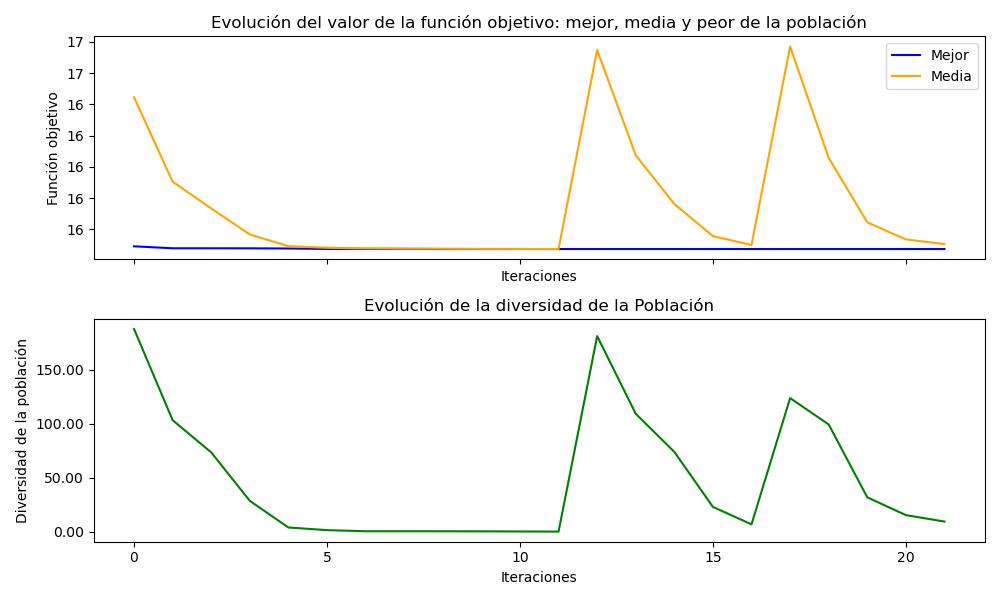 Evolución del valor de la función objetivo: mejor, media y peor de la población
17
17
16
16
16
16
16
Función objetivo
Mejor
Media
Iteraciones
Evolución de la diversidad de la Población
150.00
100.00
50.00
0.00
Diversidad de la población
0 5 10 15 20
Iteraciones